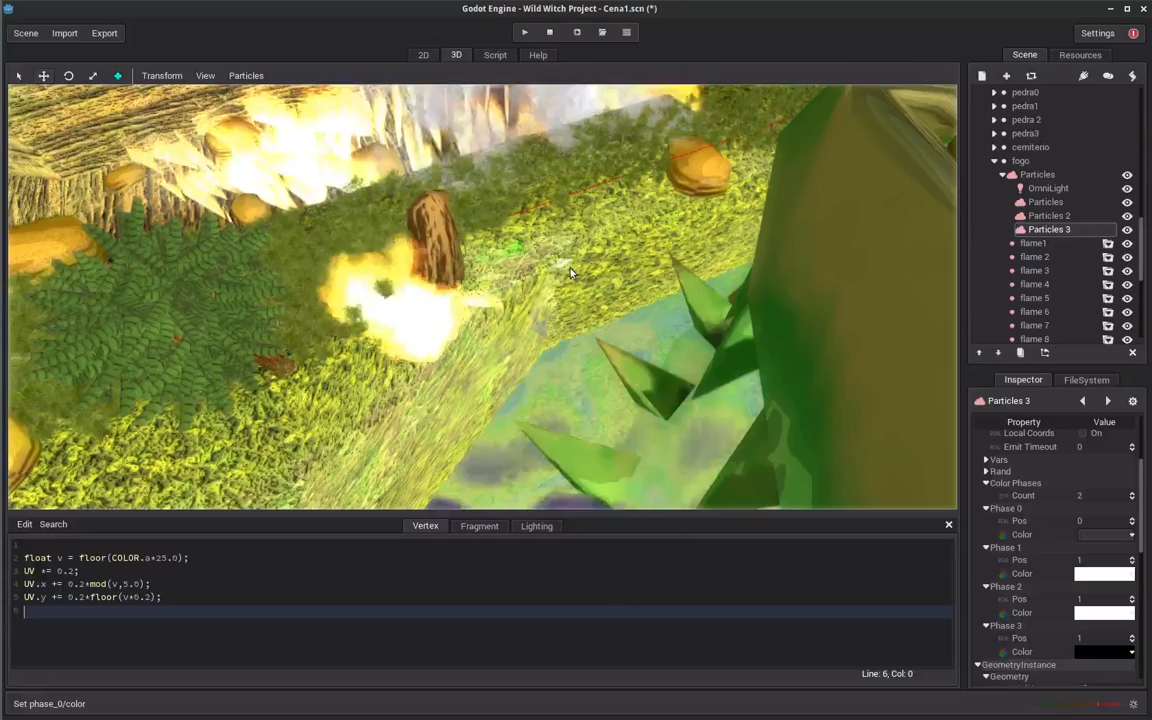 Godot Engine - Wild Witch Project - Cena1.scn (*)
Scene Import Export
Settings
2D 3D Script Help
Scene Resources
Transform View Particles
pedra0
pedra1
pedra 2
pedra3
cemiterio
fogo
Particles
OmniLight
Particles
Particles 2
Particles 3
flame1
flame 2
flame 3
flame 4
flame 5
flame 6
flame 7
flame 8
Inspector FileSystem
Particles 3
Property Value
Local Coords On
Emit Timeout 0
Vars
Rand
Color Phases
Count 2
Phase 0
Pos 0
Color
Phase 1
Pos 1
Color
Phase 2
Pos 1
Color
Phase 3
Pos 1
Color
GeometryInstance
Geometry
Edit Search
Vertex Fragment Lighting
1
2 float v = floor(COLOR.a*25.0);
3 UV *= 0.2;
4 UV.x += 0.2*mod(v,5.0);
5 UV.y += 0.2*floor(v*0.2);
6
Line: 6, Col: 0
Set phase_0/color